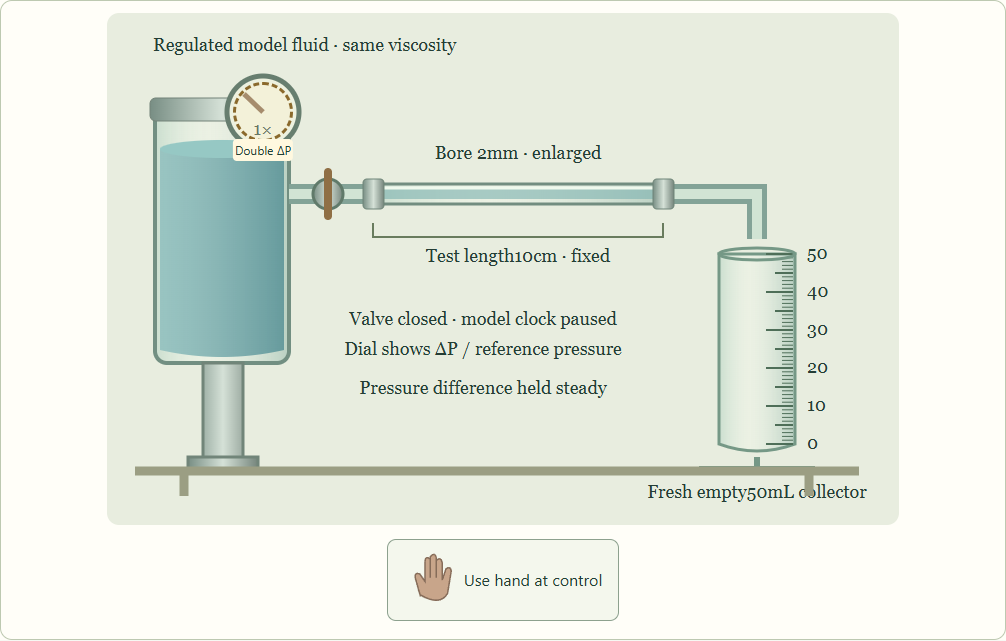 Regulated model fluid · same viscosity
1×
Double ΔP
Bore 2mm · enlarged
Test length10cm · fixed
50
40
30
20
10
0
Valve closed · model clock paused
Dial shows ΔP / reference pressure
Pressure difference held steady
Fresh empty50mL collector
Use hand at control